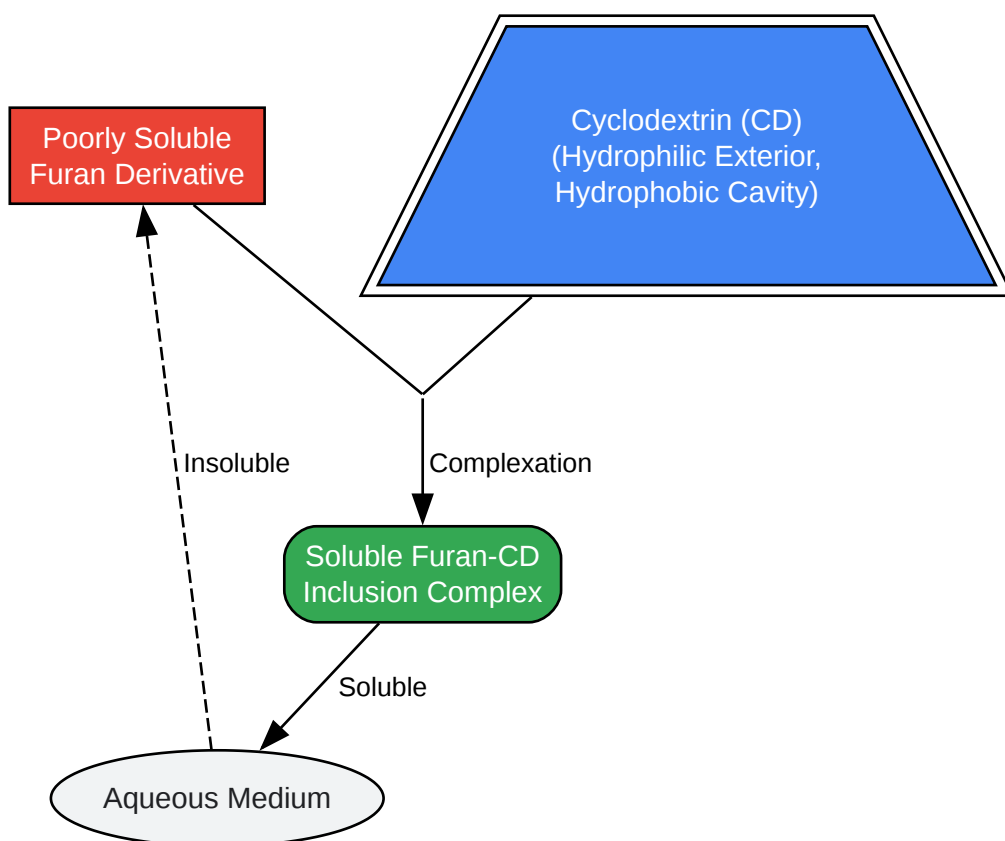 Cyclodextrin (CD)
(Hydrophilic Exterior,
Hydrophobic Cavity)
Poorly Soluble
Furan Derivative
Insoluble
Complexation
Soluble Furan-CD
Inclusion Complex
Soluble
Aqueous Medium